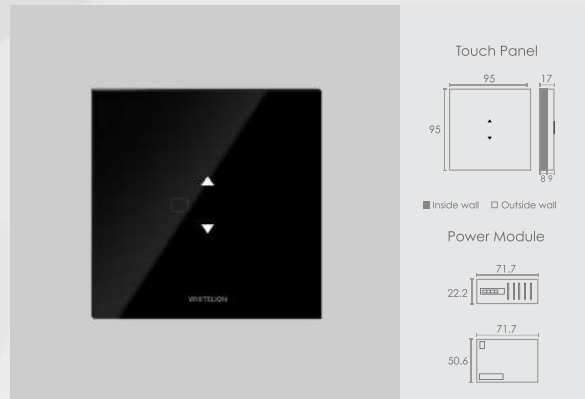 WHITELION
Touch Panel
95
17
95
8 9
Inside wall
Outside wall
Power Module
71.7
22.2
71.7
50.6